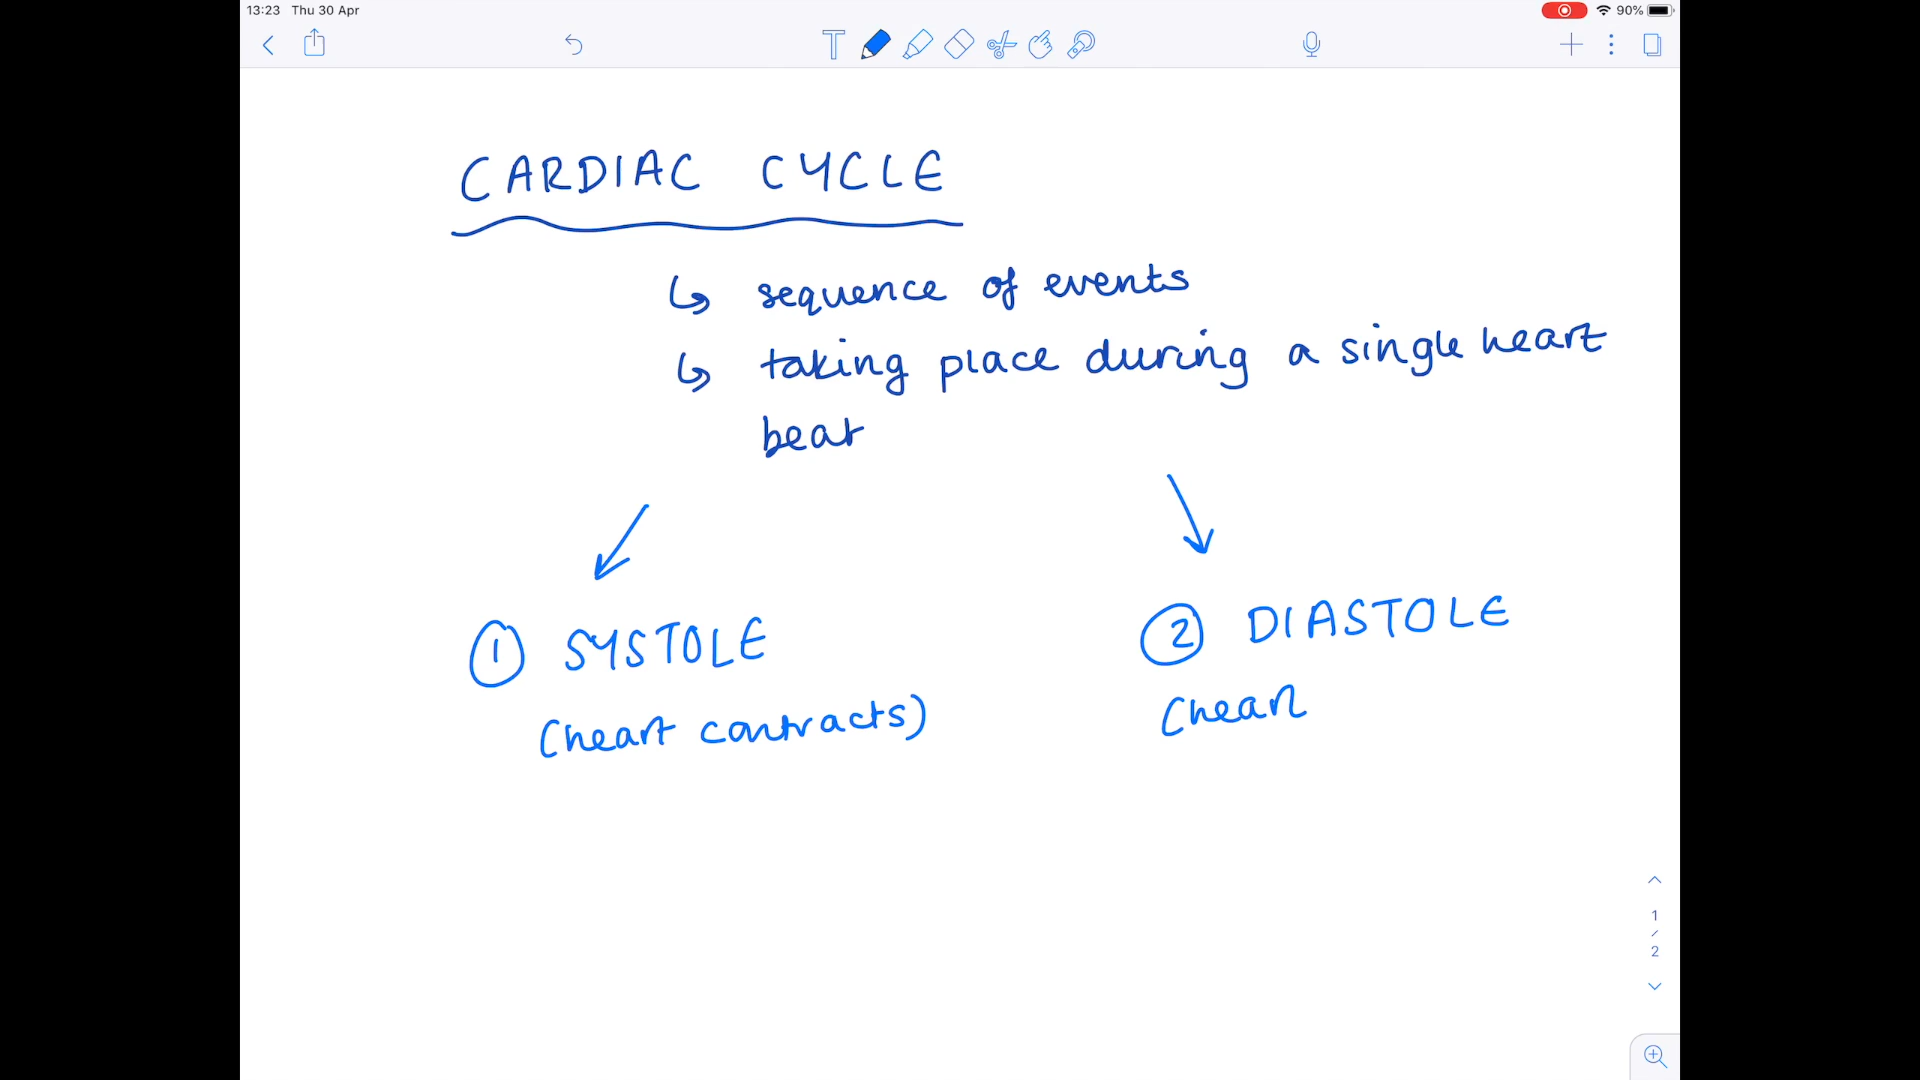 13:23 Thu 30 Apr
90%
T
CARDIAC CYCLE
↳ sequence of events
↳ taking place during a single heart
beat
① SYSTOLE
(heart contracts)
② DIASTOLE
(heart
1
/
2